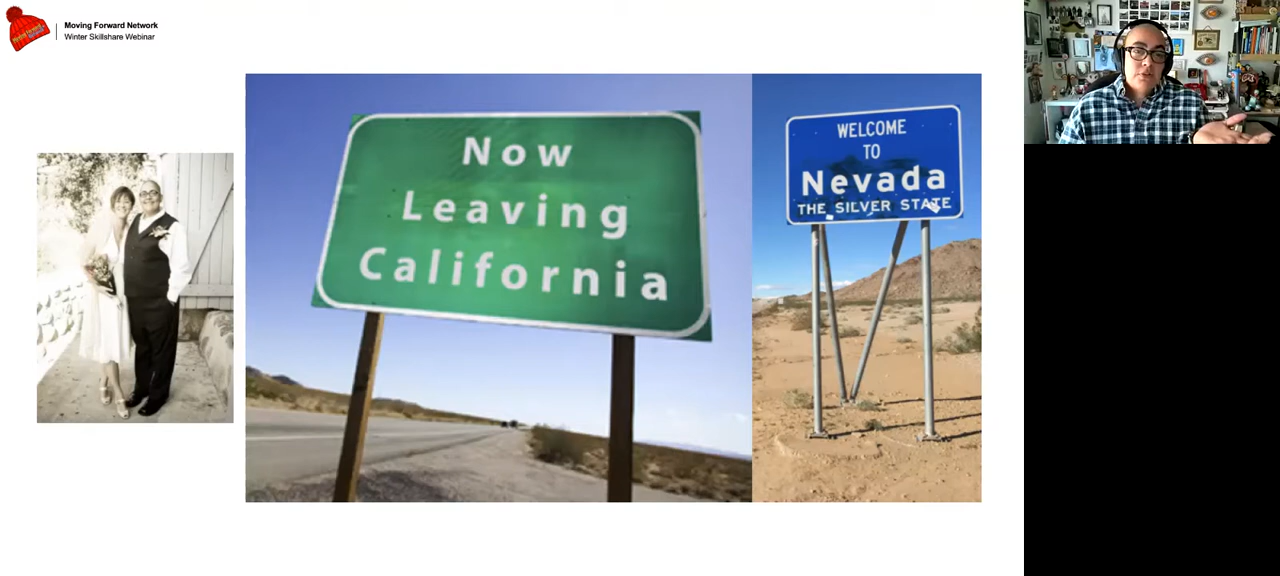 Moving Forward Network
Winter Skillshare Webinar
Now
Leaving
California
WELCOME
TO
Nevada
THE SILVER STATE